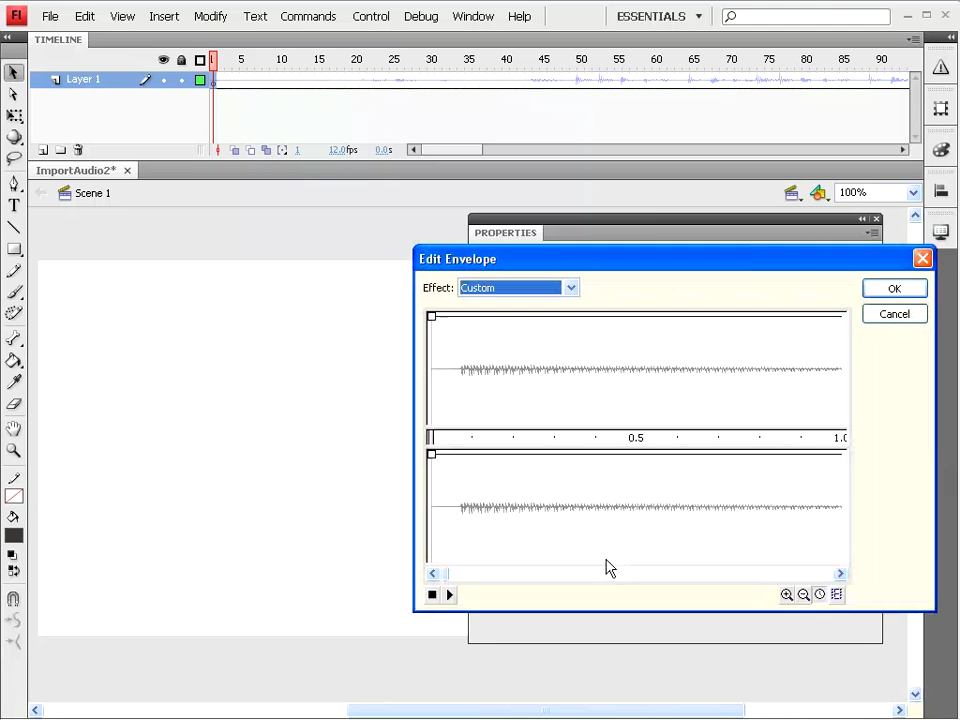 Fl File Edit View Insert Modify Text Commands Control Debug Window Help ESSENTIALS
TIMELINE
1 5 10 15 20 25 30 35 40 45 50 55 60 65 70 75 80 85 90
Layer 1
1 12.0fps 0.0s
ImportAudio2*
Scene 1 100%
PROPERTIES
Edit Envelope
Effect: Custom OK
Cancel
0.5 1.0
T